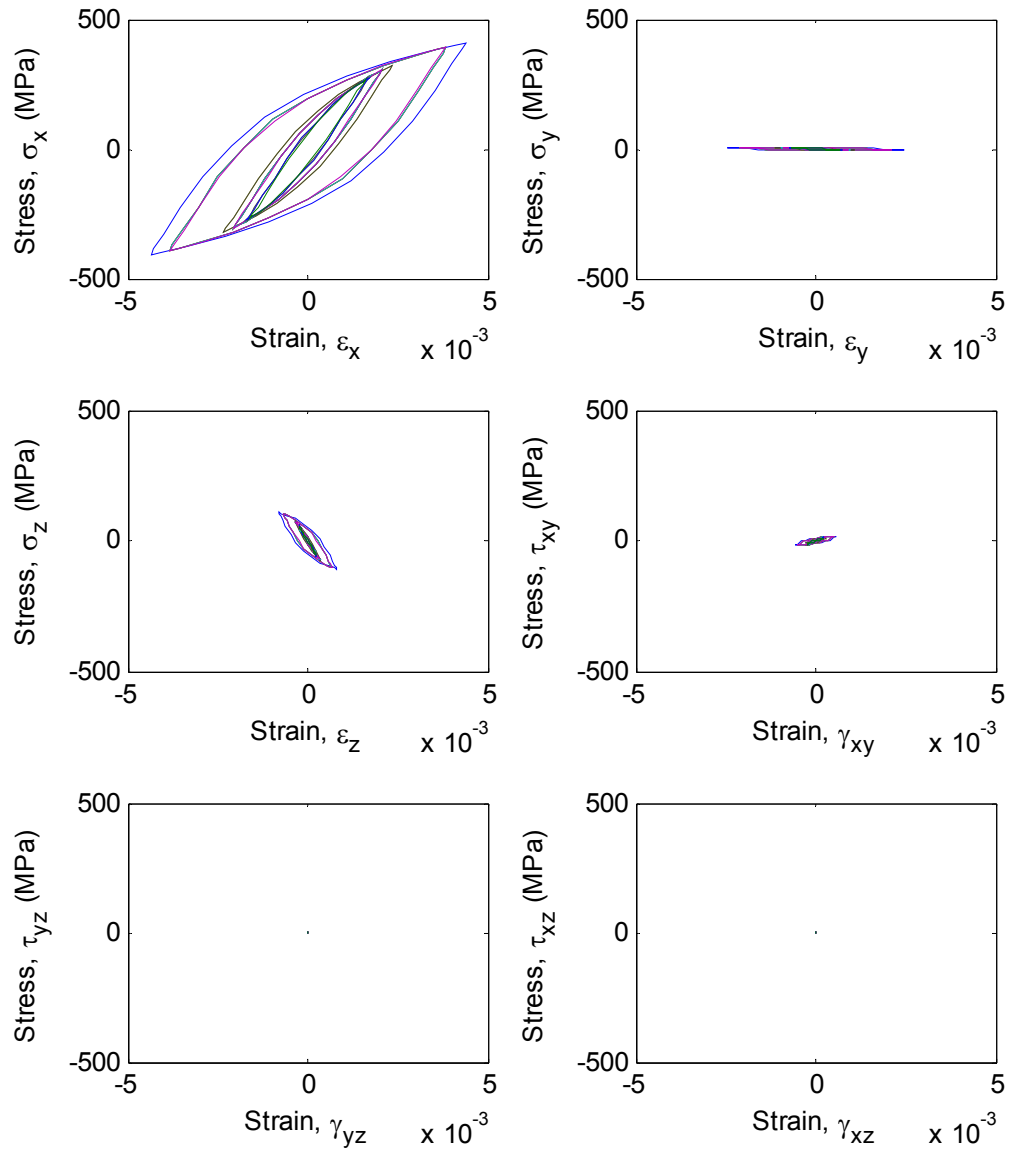 500
0
-500
-5
0
5
Stress, σx (MPa)
Strain, εx
x 10-3
500
0
-500
-5
0
5
Stress, σy (MPa)
Strain, εy
x 10-3
500
0
-500
-5
0
5
Stress, σz (MPa)
Strain, εz
x 10-3
500
0
-500
-5
0
5
Stress, τxy (MPa)
Strain, γxy
x 10-3
500
0
-500
-5
0
5
Stress, τyz (MPa)
Strain, γyz
x 10-3
500
0
-500
-5
0
5
Stress, τxz (MPa)
Strain, γxz
x 10-3